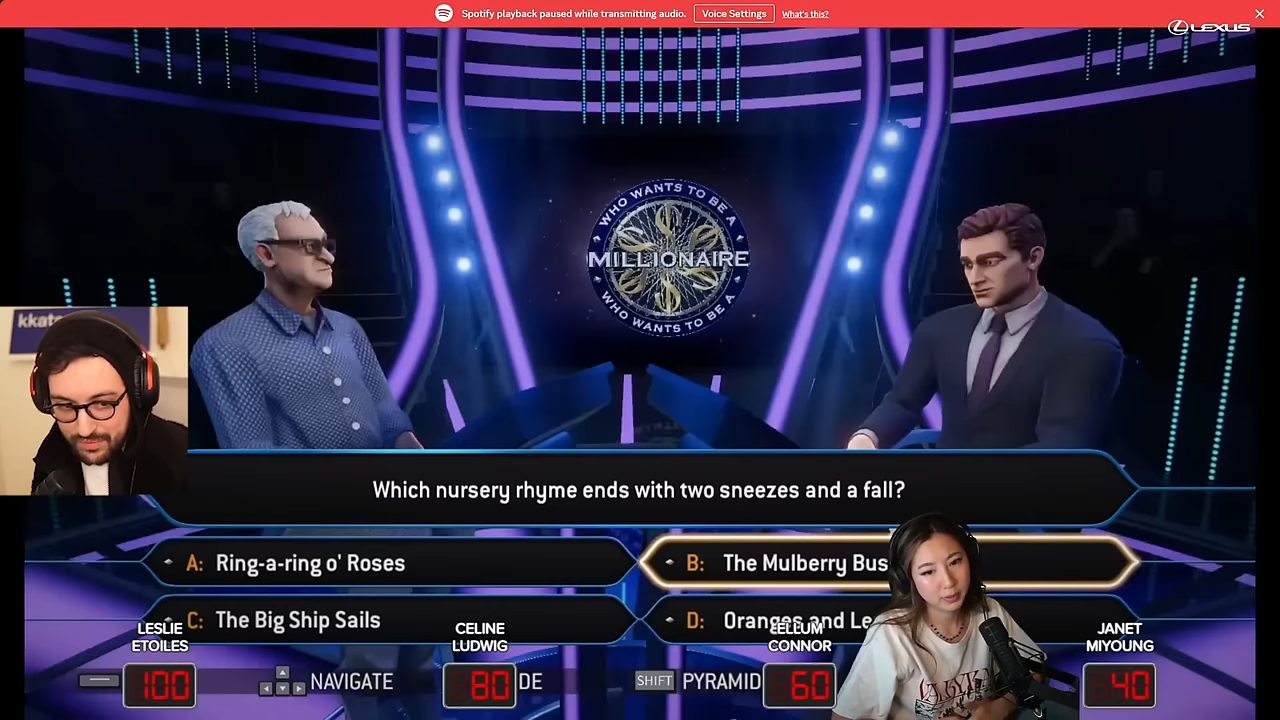 Spotify playback paused while transmitting audio. Voice Settings What's this?
LEXUS
WHO WANTS TO BE A
MILLIONAIRE
WHO WANTS TO BE A
Which nursery rhyme ends with two sneezes and a fall?
A: Ring-a-ring o' Roses
B: The Mulberry Bus
C: The Big Ship Sails
D: Oranges and Le
LESLIE
ETOILES
CELINE
LUDWIG
LELLUM
CONNOR
JANET
MIYOUNG
100
NAVIGATE
80
DE
SHIFT PYRAMID
60
40